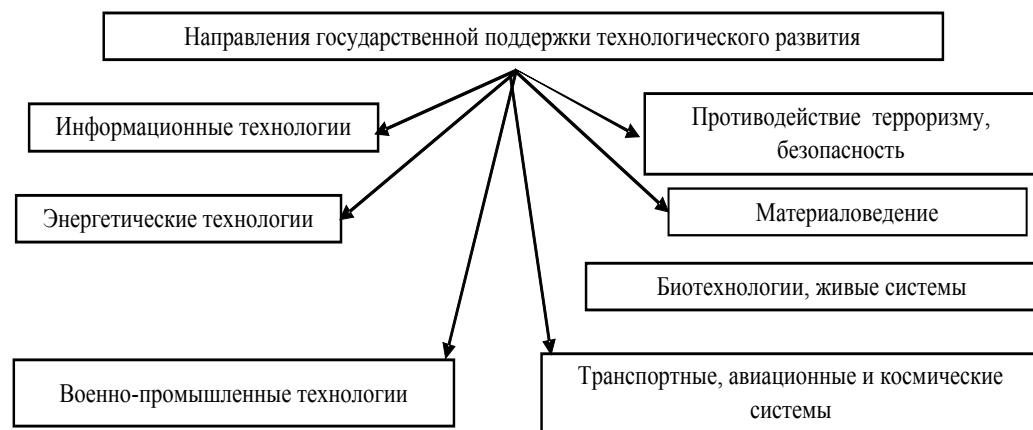 Направления государственной поддержки технологического развития
Информационные технологии
Противодействие терроризму,
безопасность
Энергетические технологии
Материаловедение
Биотехнологии, живые системы
Военно-промышленные технологии
Транспортные, авиационные и космические
системы